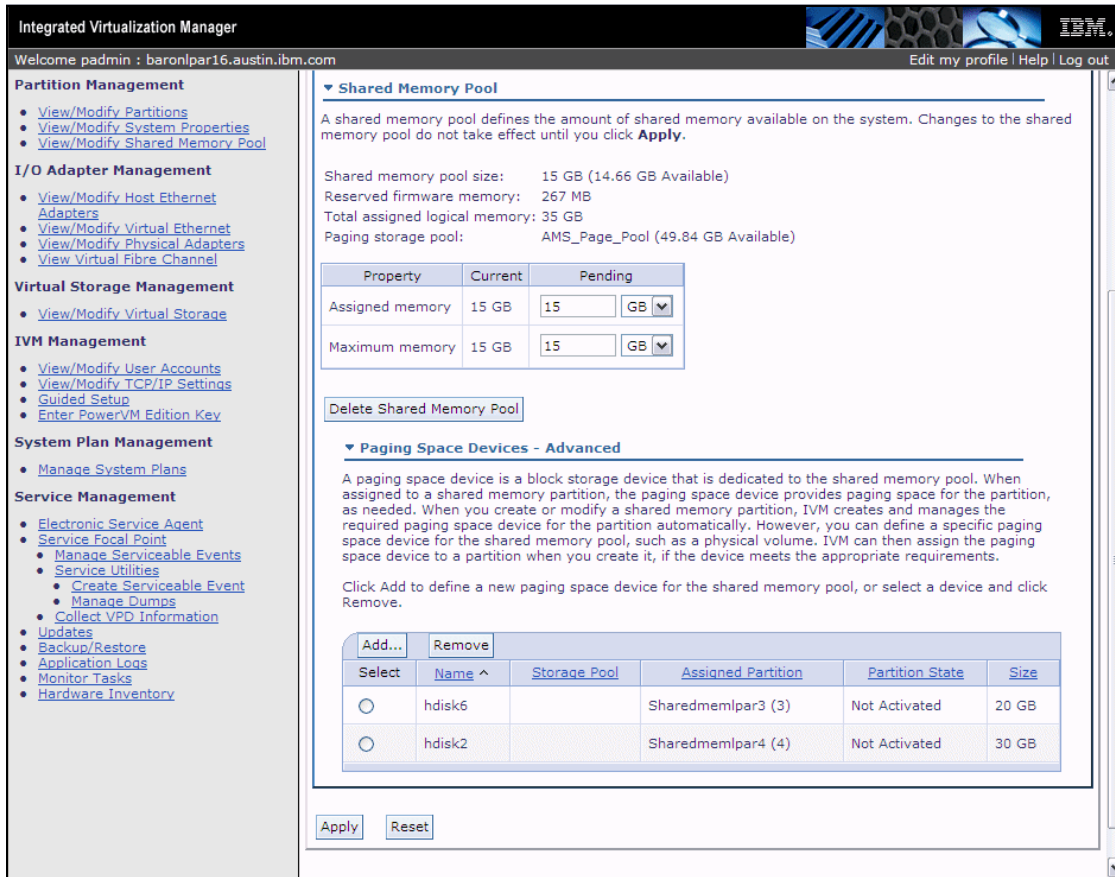 Integrated Virtualization Manager
IBM.
Welcome padmin : baronlpar16.austin.ibm.com
Edit my profile | Help | Log out
Partition Management
View/Modify Partitions
View/Modify System Properties
View/Modify Shared Memory Pool
I/O Adapter Management
View/Modify Host Ethernet
Adapters
View/Modify Virtual Ethernet
View/Modify Physical Adapters
View Virtual Fibre Channel
Virtual Storage Management
View/Modify Virtual Storage
IVM Management
View/Modify User Accounts
View/Modify TCP/IP Settings
Guided Setup
Enter PowerVM Edition Key
System Plan Management
Manage System Plans
Service Management
Electronic Service Agent
Service Focal Point
Manage Serviceable Events
Service Utilities
Create Serviceable Event
Manage Dumps
Collect VPD Information
Updates
Backup/Restore
Application Logs
Monitor Tasks
Hardware Inventory
Shared Memory Pool
A shared memory pool defines the amount of shared memory available on the system. Changes to the shared
memory pool do not take effect until you click Apply.
Shared memory pool size: 15 GB (14.66 GB Available)
Reserved firmware memory: 267 MB
Total assigned logical memory: 35 GB
Paging storage pool: AMS_Page_Pool (49.84 GB Available)
Property Current Pending
Assigned memory 15 GB 15 GB
Maximum memory 15 GB 15 GB
Delete Shared Memory Pool
Paging Space Devices - Advanced
A paging space device is a block storage device that is dedicated to the shared memory pool. When
assigned to a shared memory partition, the paging space device provides paging space for the partition,
as needed. When you create or modify a shared memory partition, IVM creates and manages the
required paging space device for the partition automatically. However, you can define a specific paging
space device for the shared memory pool, such as a physical volume. IVM can then assign the paging
space device to a partition when you create it, if the device meets the appropriate requirements.
Click Add to define a new paging space device for the shared memory pool, or select a device and click
Remove.
Add... Remove
Select Name Storage Pool Assigned Partition Partition State Size
hdisk6 Sharedmemlpar3 (3) Not Activated 20 GB
hdisk2 Sharedmemlpar4 (4) Not Activated 30 GB
Apply Reset